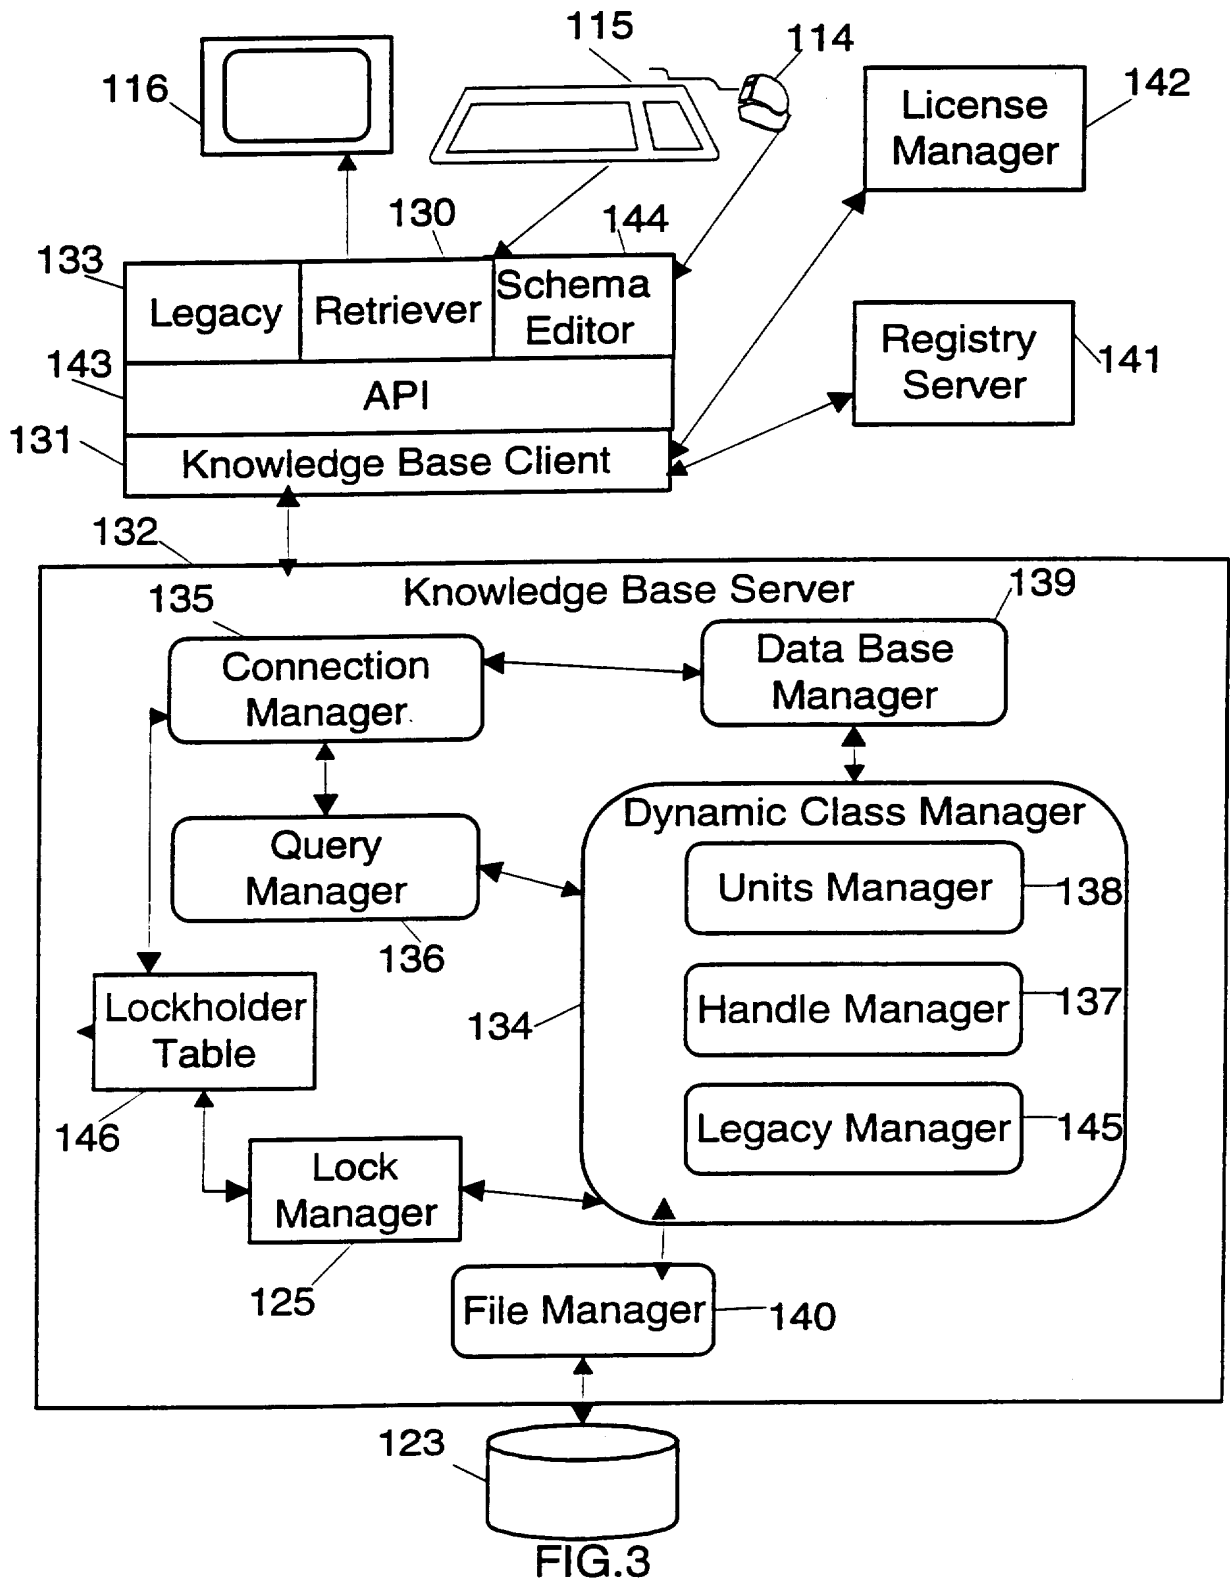 115
114
116
License
Manager
142
130
144
133
Legacy
Retriever
Schema
Editor
Registry
Server
141
143
API
131
Knowledge Base Client
132
Knowledge Base Server
135
139
Connection
Manager
Data Base
Manager
Dynamic Class Manager
Query
Manager
Units Manager
138
136
Lockholder
Table
134
Handle Manager
137
146
Legacy Manager
145
Lock
Manager
125
File Manager
140
123
FIG.3